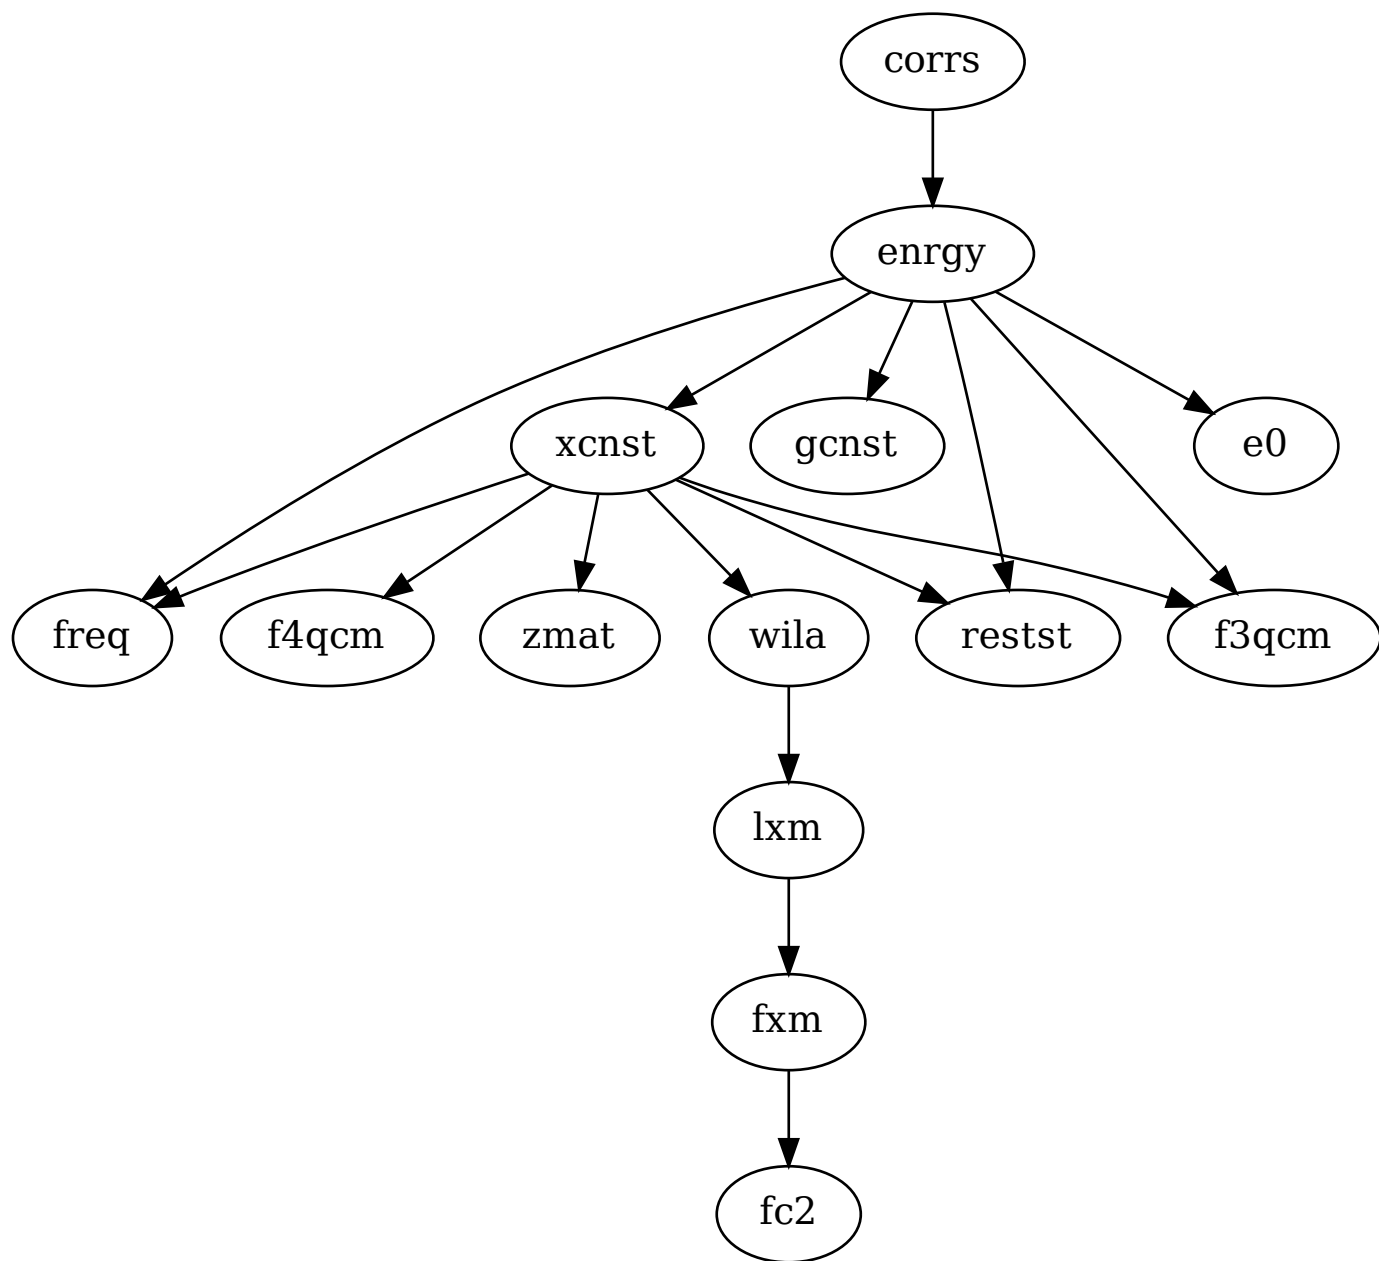 corrs
enrgy
xcnst
gcnst
e0
freq
f4qcm
zmat
wila
restst
f3qcm
lxm
fxm
fc2